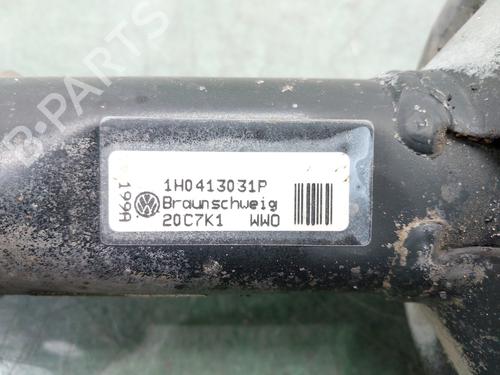 1H0413031P
Braunschweig
20C7K1 WWO
199A
B-PARTS